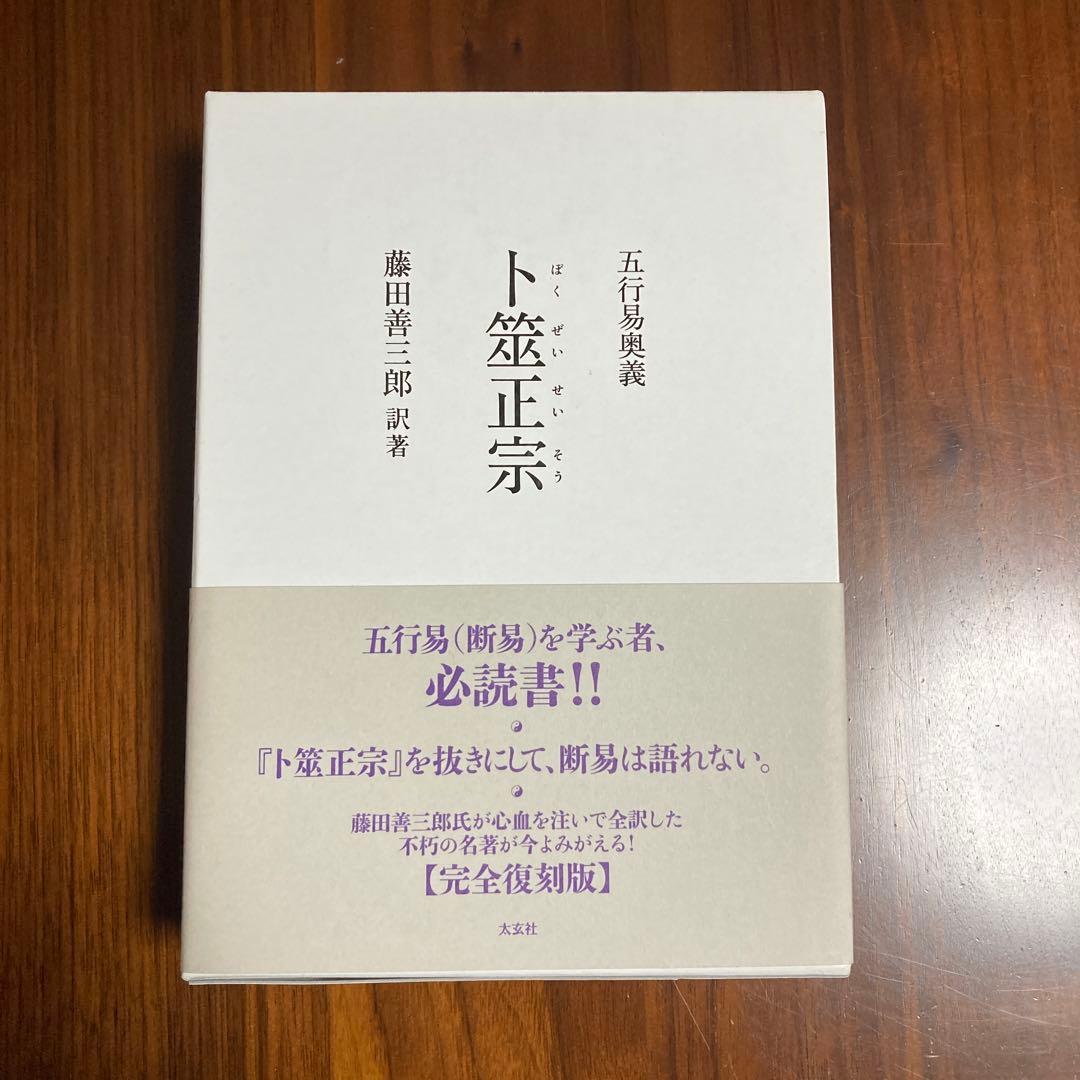 五行易奥義
卜筮正宗
ぼくぜいせいそう
藤田善三郎 訳著
五行易(断易)を学ぶ者、
必読書!!
『卜筮正宗』を抜きにして、断易は語れない。
藤田善三郎氏が心血を注いで全訳した
不朽の名著が今よみがえる!
【完全復刻版】
太玄社